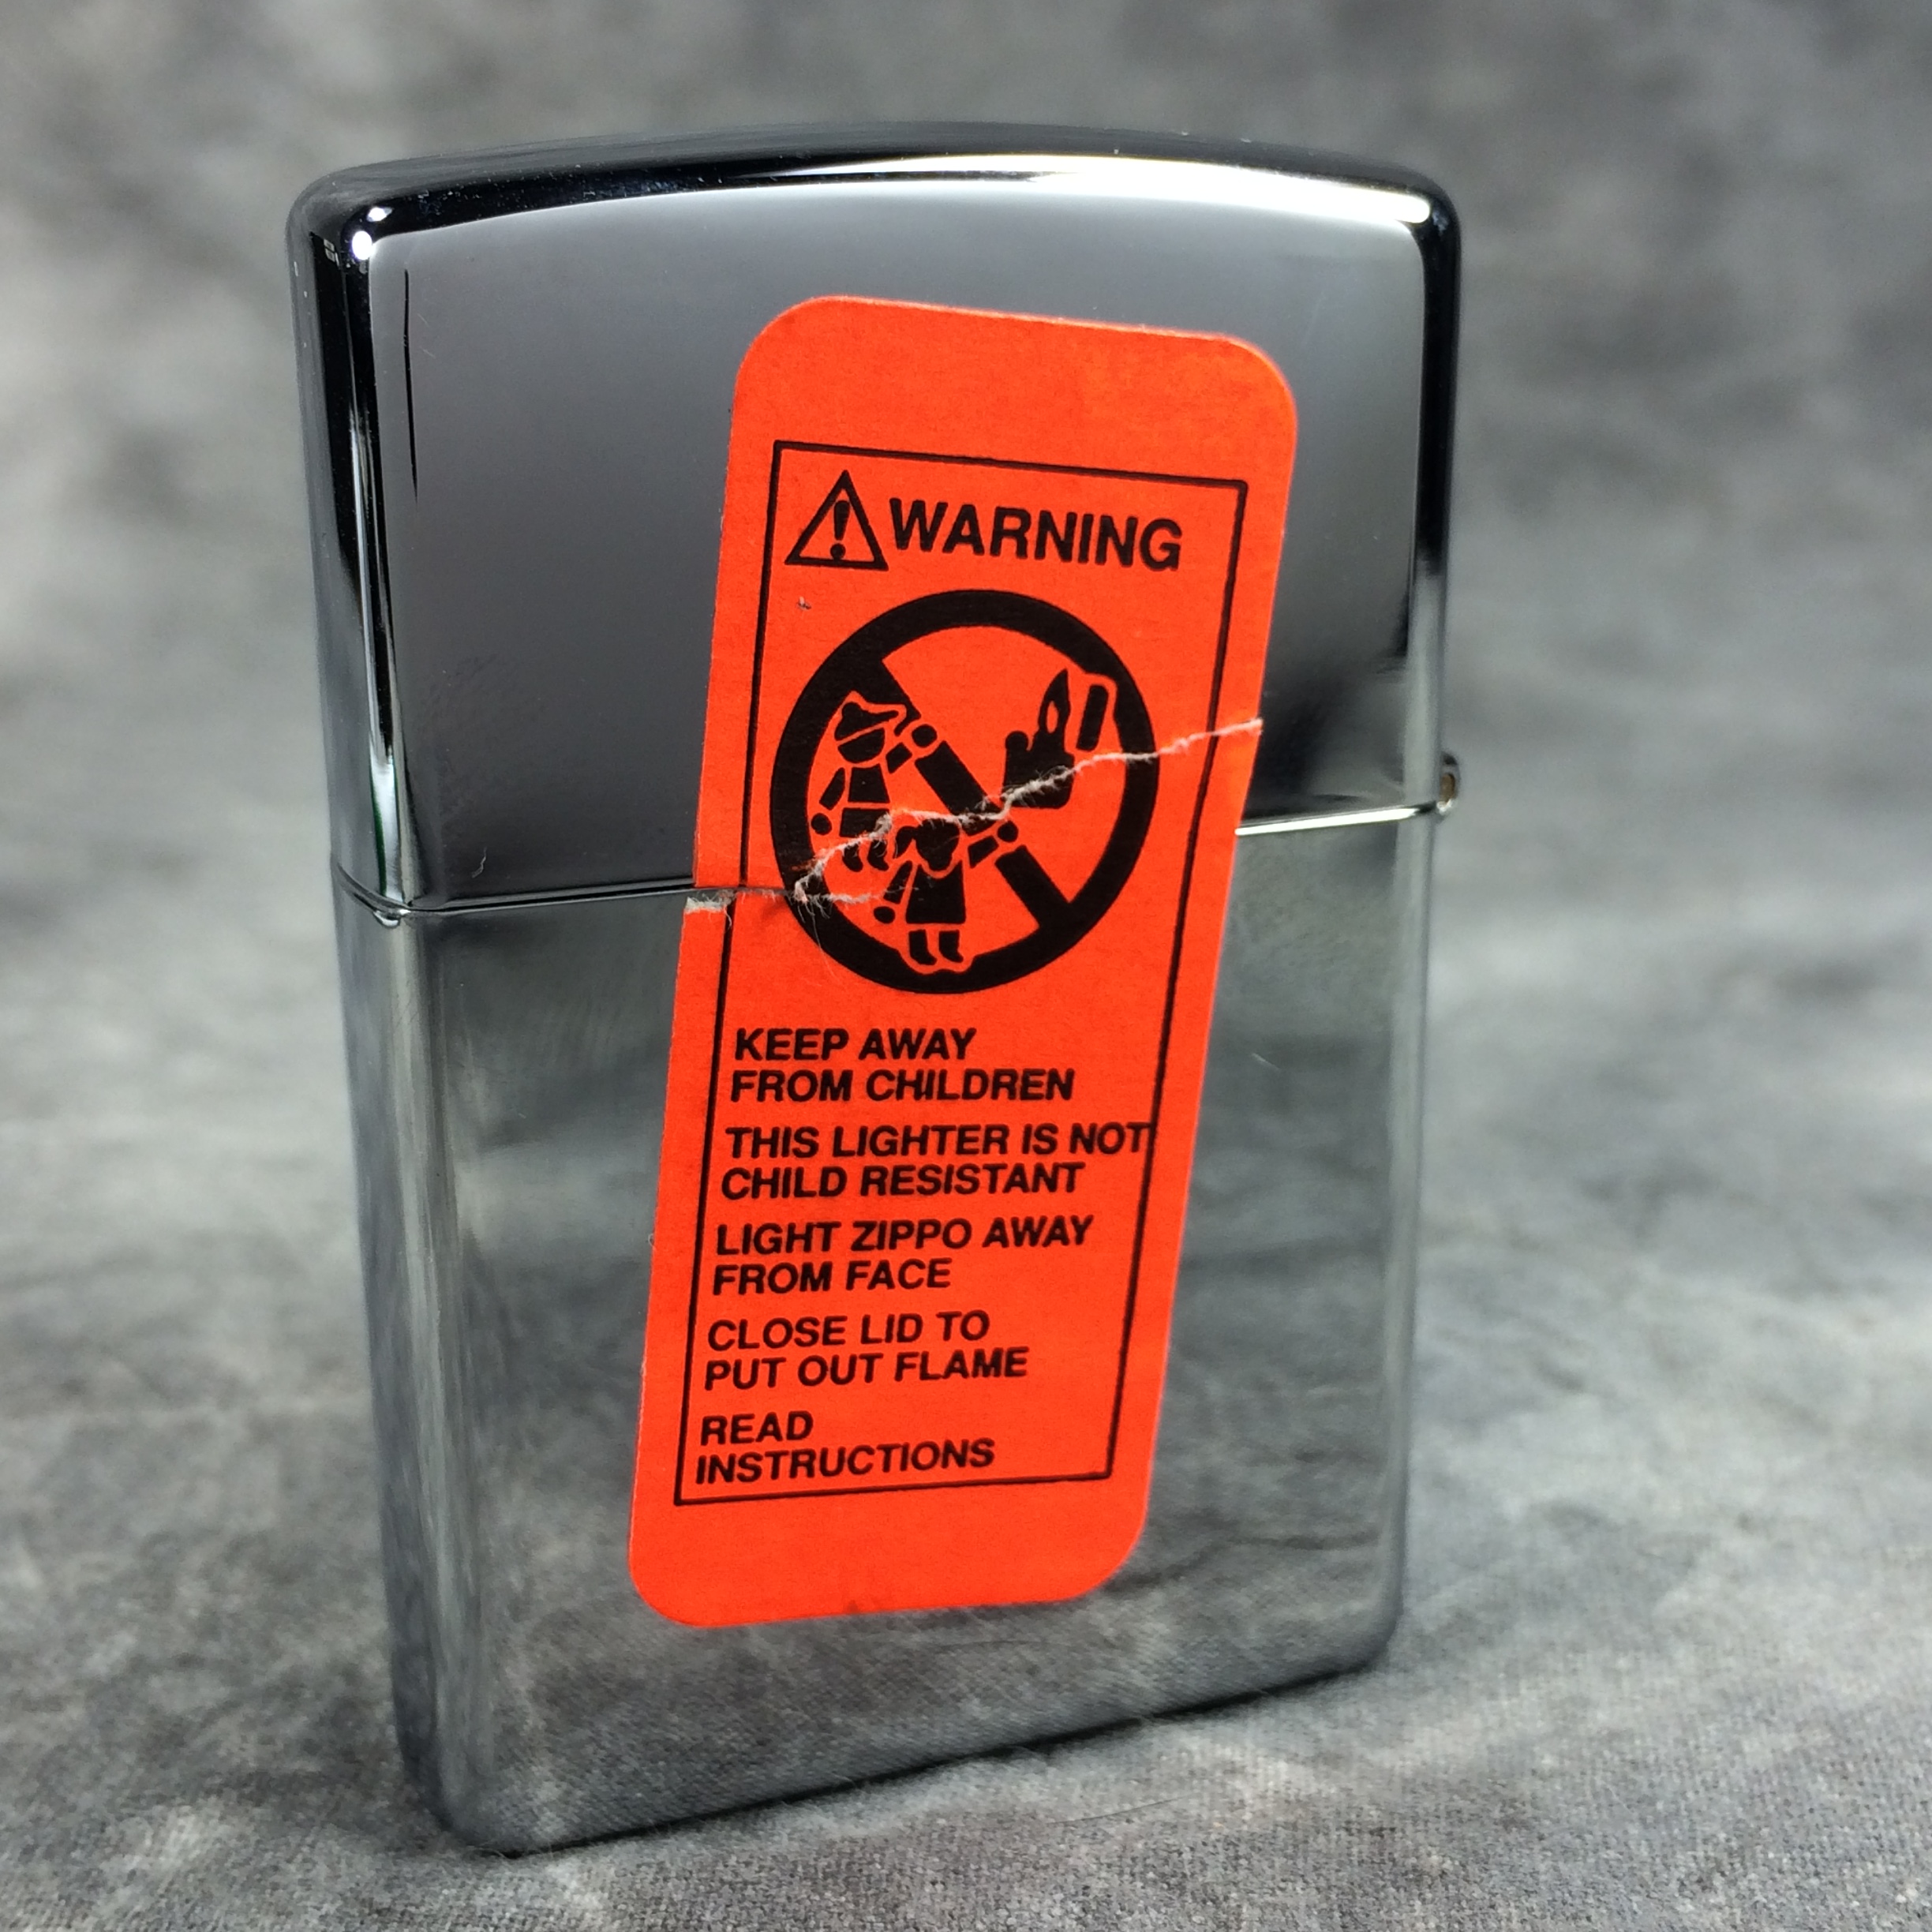 WARNING
KEEP AWAY
FROM CHILDREN
THIS LIGHTER IS NOT
CHILD RESISTANT
LIGHT ZIPPO AWAY
FROM FACE
CLOSE LID TO
PUT OUT FLAME
READ
INSTRUCTIONS